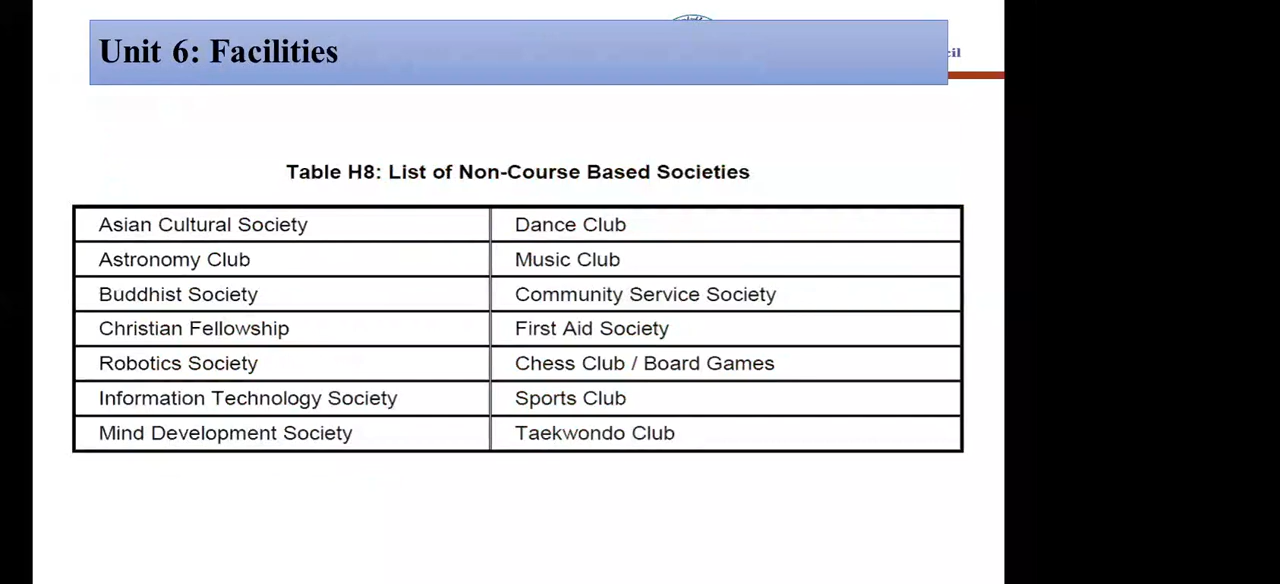 Unit 6: Facilities
cil
Table H8: List of Non-Course Based Societies
Asian Cultural Society Dance Club
Astronomy Club Music Club
Buddhist Society Community Service Society
Christian Fellowship First Aid Society
Robotics Society Chess Club / Board Games
Information Technology Society Sports Club
Mind Development Society Taekwondo Club